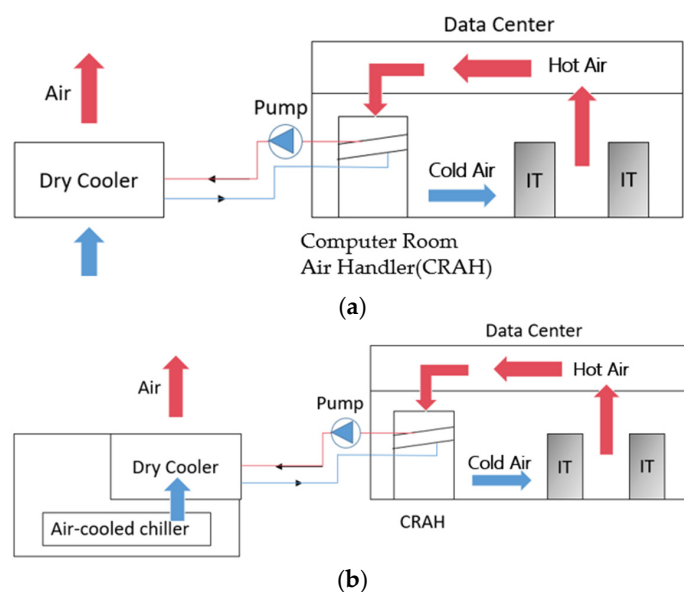 Data Center
Air
Hot Air
Pump
Dry Cooler
Cold Air
IT
IT
Computer Room
Air Handler(CRAH)
(a)
Data Center
Air
Hot Air
Pump
Dry Cooler
Cold Air
IT
IT
Air-cooled chiller
CRAH
(b)